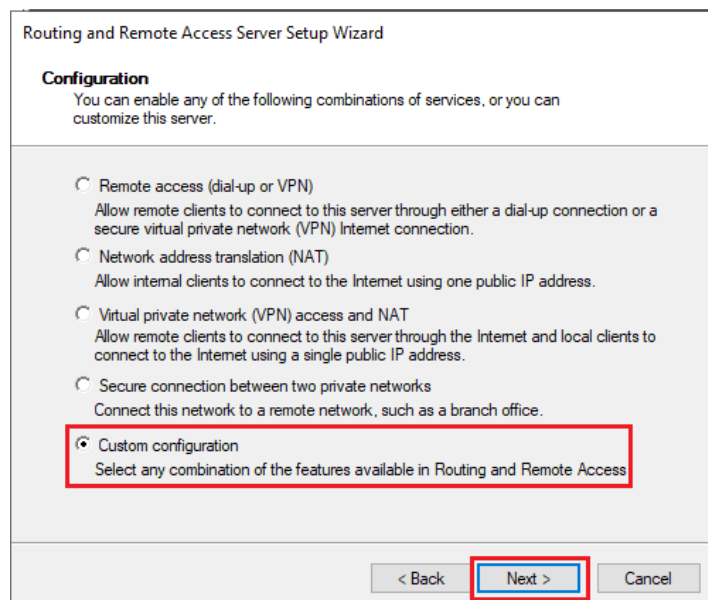 Routing and Remote Access Server Setup Wizard
Configuration
You can enable any of the following combinations of services, or you can
customize this server.
Remote access (dial-up or VPN)
Allow remote clients to connect to this server through either a dial-up connection or a
secure virtual private network (VPN) Internet connection.
Network address translation (NAT)
Allow internal clients to connect to the Internet using one public IP address.
Virtual private network (VPN) access and NAT
Allow remote clients to connect to this server through the Internet and local clients to
connect to the Internet using a single public IP address.
Secure connection between two private networks
Connect this network to a remote network, such as a branch office.
Custom configuration
Select any combination of the features available in Routing and Remote Access
< Back Next > Cancel